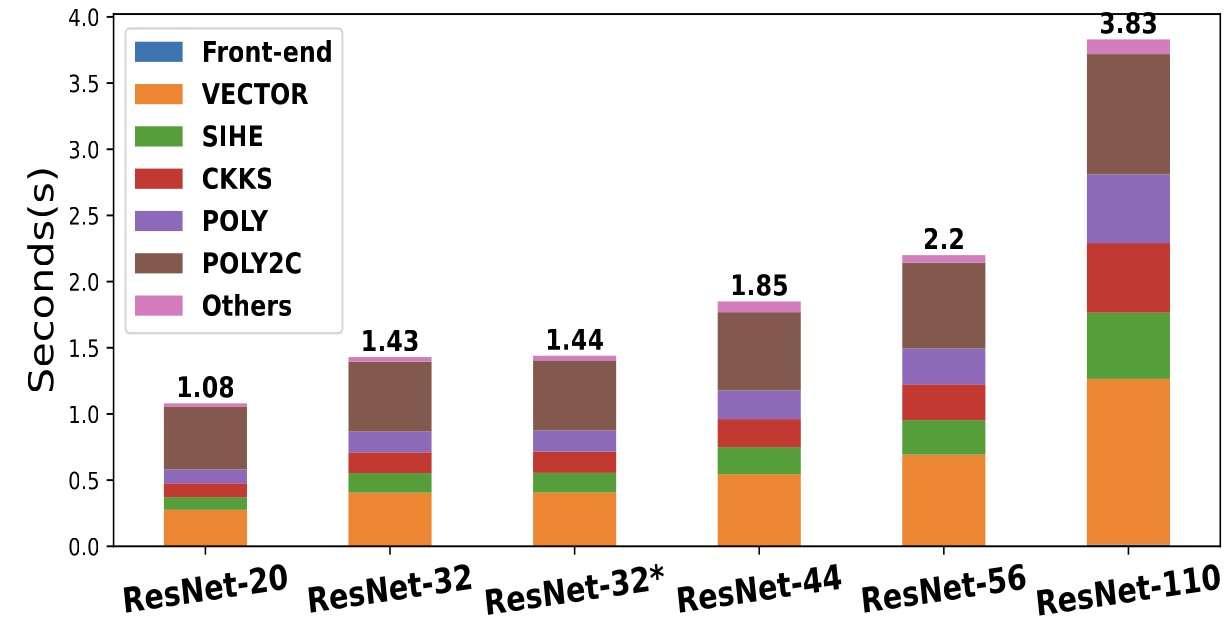 4.0
3.5
3.0
2.5
2.0
1.5
1.0
0.5
0.0
Seconds(s)
Front-end
VECTOR
SIHE
CKKS
POLY
POLY2C
Others
1.08
1.43
1.44
1.85
2.2
3.83
ResNet-20
ResNet-32
ResNet-32*
ResNet-44
ResNet-56
ResNet-110